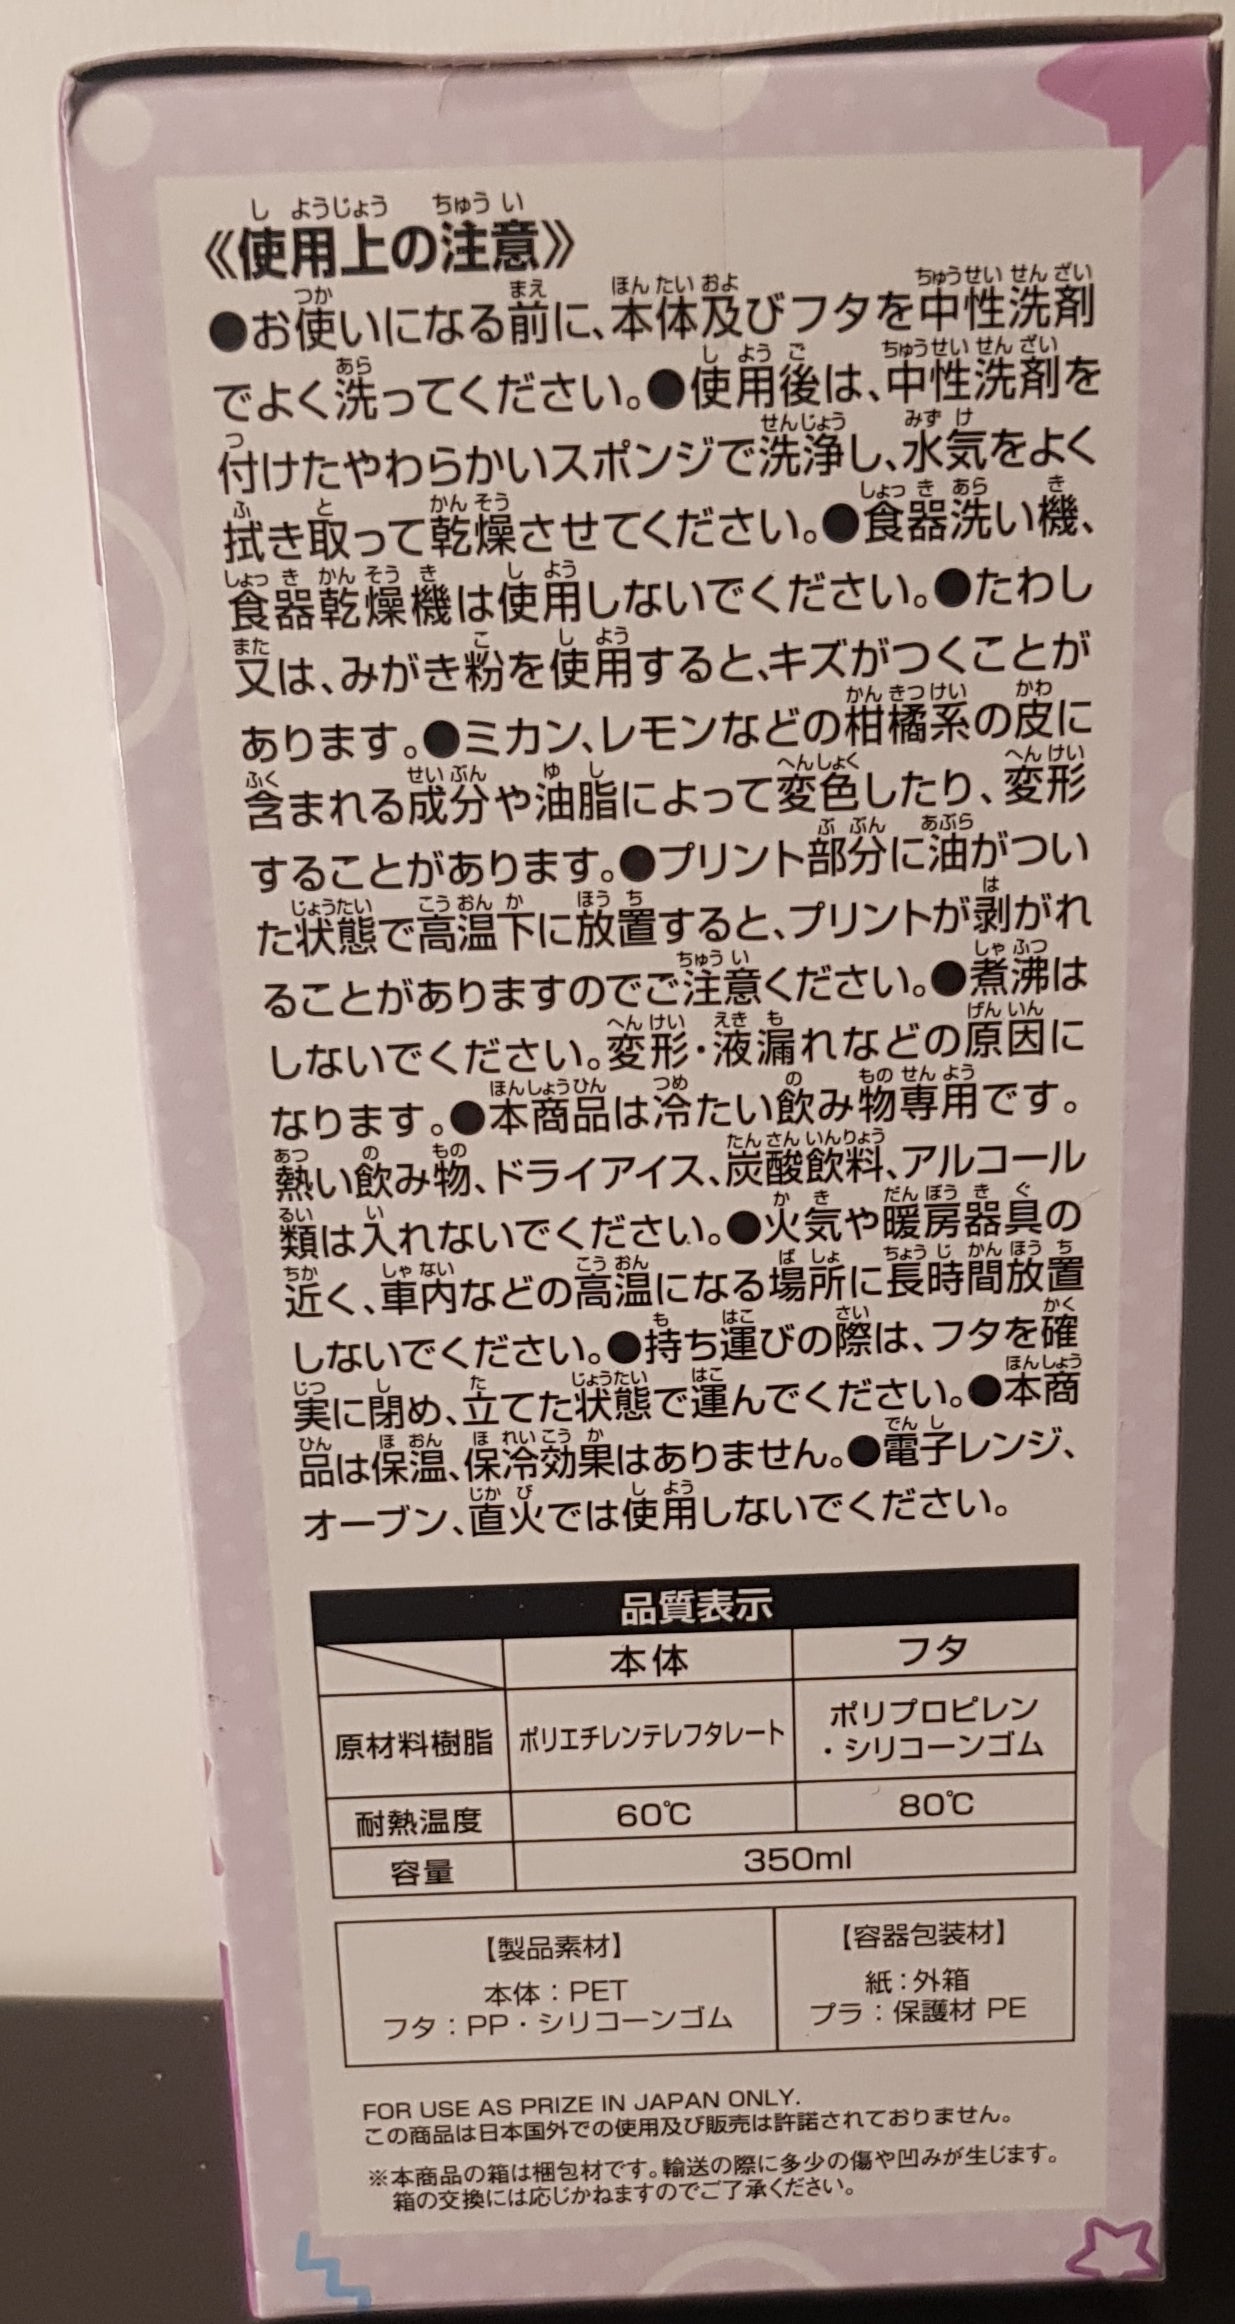 《使用上の注意》
●お使いになる前に、本体及びフタを中性洗剤
でよく洗ってください。●使用後は、中性洗剤を
付けたやわらかいスポンジで洗浄し、水気をよく
拭き取って乾燥させてください。●食器洗い機、
食器乾燥機は使用しないでください。●たわし
又は、みがき粉を使用すると、キズがつくことが
あります。●ミカン、レモンなどの柑橘系の皮に
含まれる成分や油脂によって変色したり、変形
することがあります。●プリント部分に油がつい
た状態で高温下に放置すると、プリントが剥がれ
ることがありますのでご注意ください。●煮沸は
しないでください。変形・液漏れなどの原因に
なります。●本商品は冷たい飲み物専用です。
熱い飲み物、ドライアイス、炭酸飲料、アルコール
類は入れないでください。●火気や暖房器具の
近く、車内などの高温になる場所に長時間放置
しないでください。●持ち運びの際は、フタを確
実に閉め、立てた状態で運んでください。●本商
品は保温、保冷効果はありません。●電子レンジ、
オーブン、直火では使用しないでください。
品質表示
本体 フタ
原材料樹脂 ポリエチレンテレフタレート ポリプロピレン
・シリコーンゴム
耐熱温度 60℃ 80℃
容量 350ml
【製品素材】
本体：PET
フタ：PP・シリコーンゴム
【容器包装材】
紙：外箱
プラ：保護材 PE
FOR USE AS PRIZE IN JAPAN ONLY.
この商品は日本国外での使用及び販売は許諾されておりません。
※本商品の箱は梱包材です。輸送の際に多少の傷や凹みが生じます。
箱の交換には応じかねますのでご了承ください。